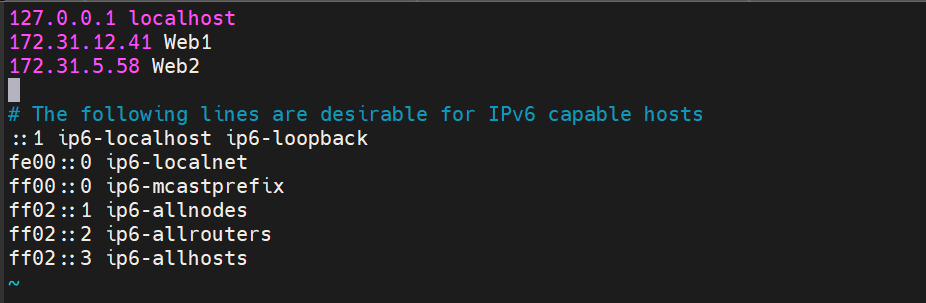 127.0.0.1 localhost
172.31.12.41 Web1
172.31.5.58 Web2
# The following lines are desirable for IPv6 capable hosts
::1 ip6-localhost ip6-loopback
fe00::0 ip6-localnet
ff00::0 ip6-mcastprefix
ff02::1 ip6-allnodes
ff02::2 ip6-allrouters
ff02::3 ip6-allhosts
~